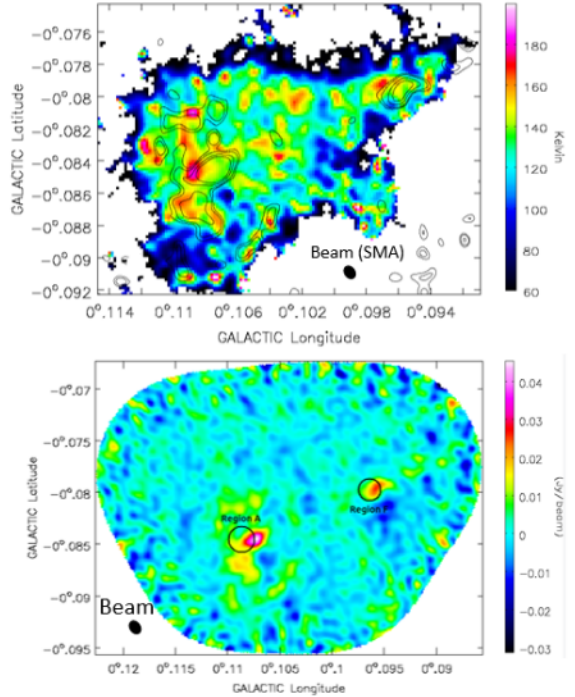 -0°.076
-0°.078
-0°.08
-0°.082
-0°.084
-0°.086
-0°.088
-0°.09
-0°.092
GALACTIC Latitude
180
160
140
120
100
80
60
Kelvin
Beam (SMA)
0°.114 0°.11 0°.106 0°.102 0°.098 0°.094
GALACTIC Longitude
-0°.07
-0°.075
-0°.08
-0°.085
-0°.09
-0°.095
GALACTIC Latitude
0.04
0.03
0.02
0.01
0
-0.01
-0.02
-0.03
(Jy/beam)
Region A
Region
Beam
0°.12 0°.115 0°.11 0°.105 0°.1 0°.095 0°.09
GALACTIC Longitude